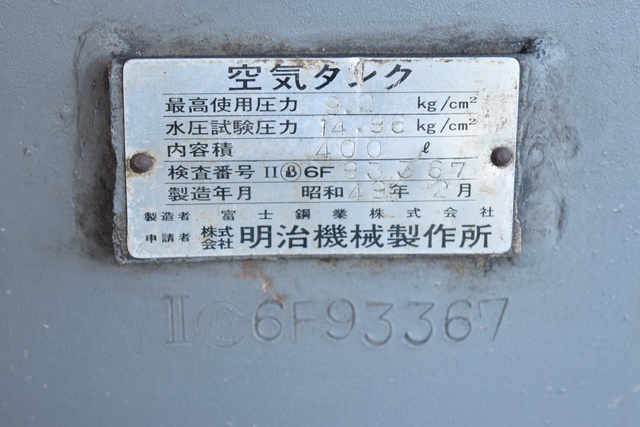 空気タンク
最高使用圧力 9.9 kg/cm²
水圧試験圧力 14.96 kg/cm²
内容積 400 ℓ
検査番号 IIⒷ6F 93367
製造年月 昭和49年2月
製造者 富士鋼業株式会社
申請者 株式会社 明治機械製作所
II 6F93367